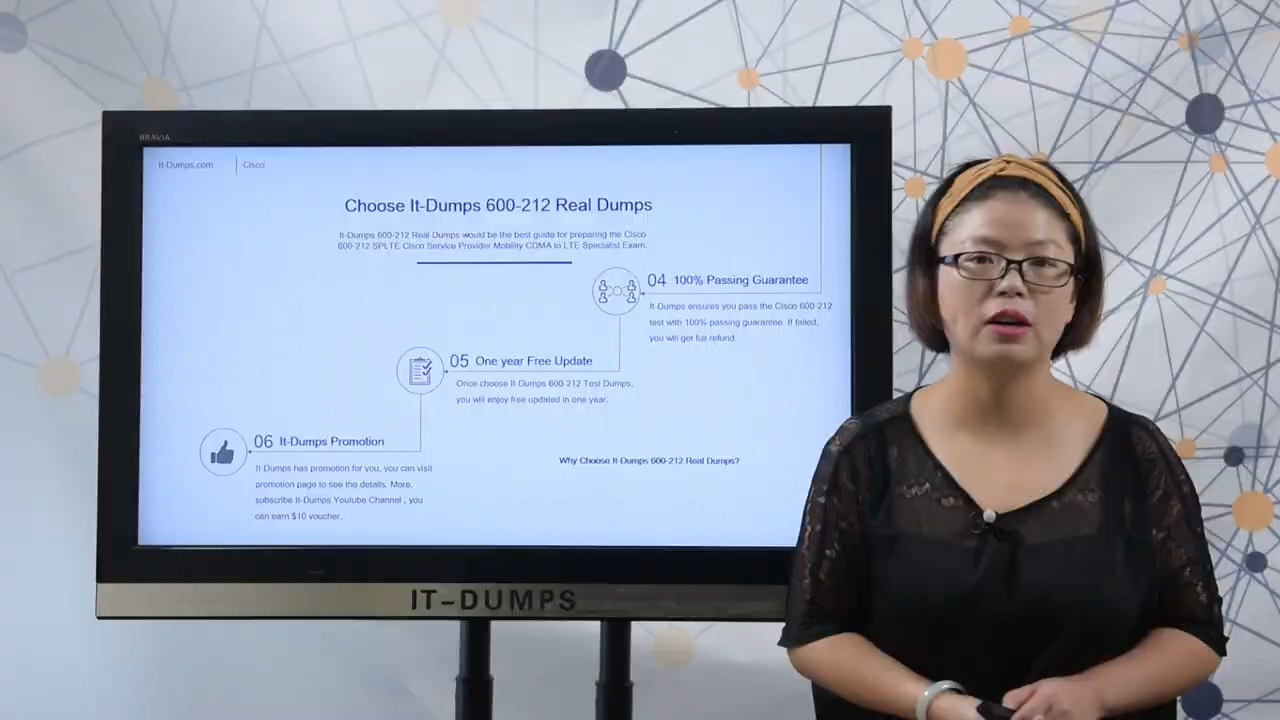 BRAVIA
It-Dumps.com
Cisco
Choose It-Dumps 600-212 Real Dumps
It-Dumps 600-212 Real Dumps would be the best guide for preparing the Cisco
600-212 SPLTE Cisco Service Provider Mobility CDMA to LTE Specialist Exam.
04 100% Passing Guarantee
It-Dumps ensures you pass the Cisco 600-212
test with 100% passing guarantee. If failed,
you will get full refund.
05 One year Free Update
Once choose It-Dumps 600-212 Test Dumps,
you will enjoy free updated in one year.
06 It-Dumps Promotion
It-Dumps has promotion for you, you can visit
promotion page to see the details. More,
subscribe It-Dumps Youtube Channel , you
can earn $10 voucher.
Why Choose It-Dumps 600-212 Real Dumps?
IT-DUMPS